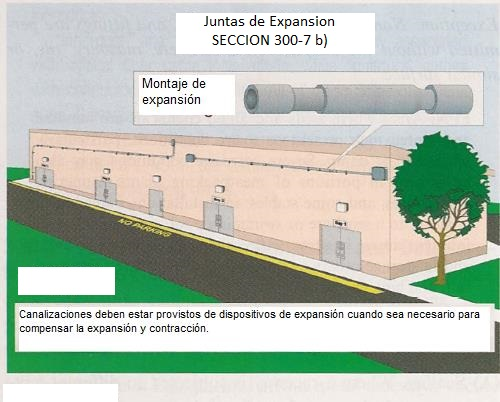 Juntas de Expansion
SECCION 300-7 b)
Montaje de
expansión
NO PARKING
Canalizaciones deben estar provistos de dispositivos de expansión cuando sea necesario para
compensar la expansión y contracción.